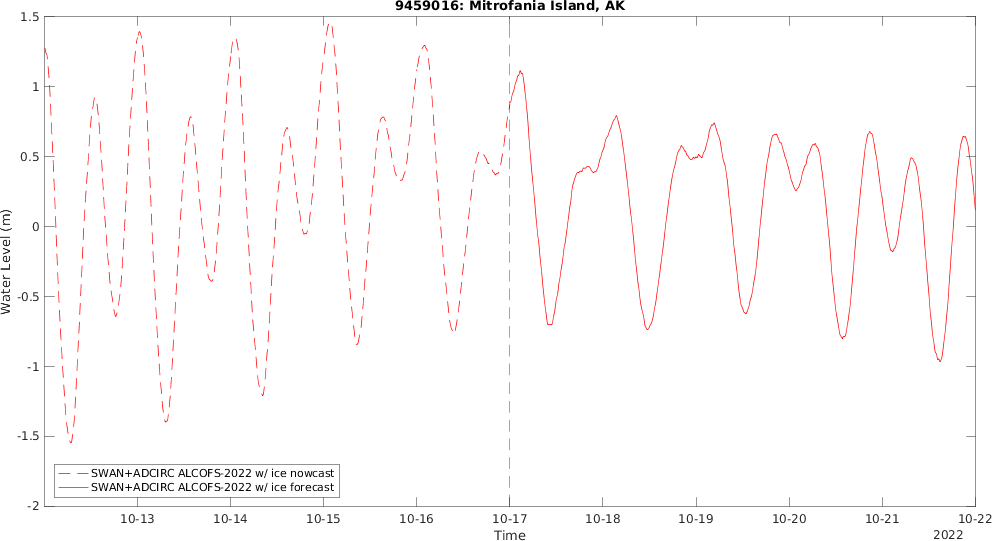 9459016: Mitrofania Island, AK
1.5
1
0.5
0
-0.5
-1
-1.5
-2
Water Level (m)
SWAN+ADCIRC ALCOFS-2022 w/ ice nowcast
SWAN+ADCIRC ALCOFS-2022 w/ ice forecast
10-13 10-14 10-15 10-16 10-17 10-18 10-19 10-20 10-21 10-22
Time
2022